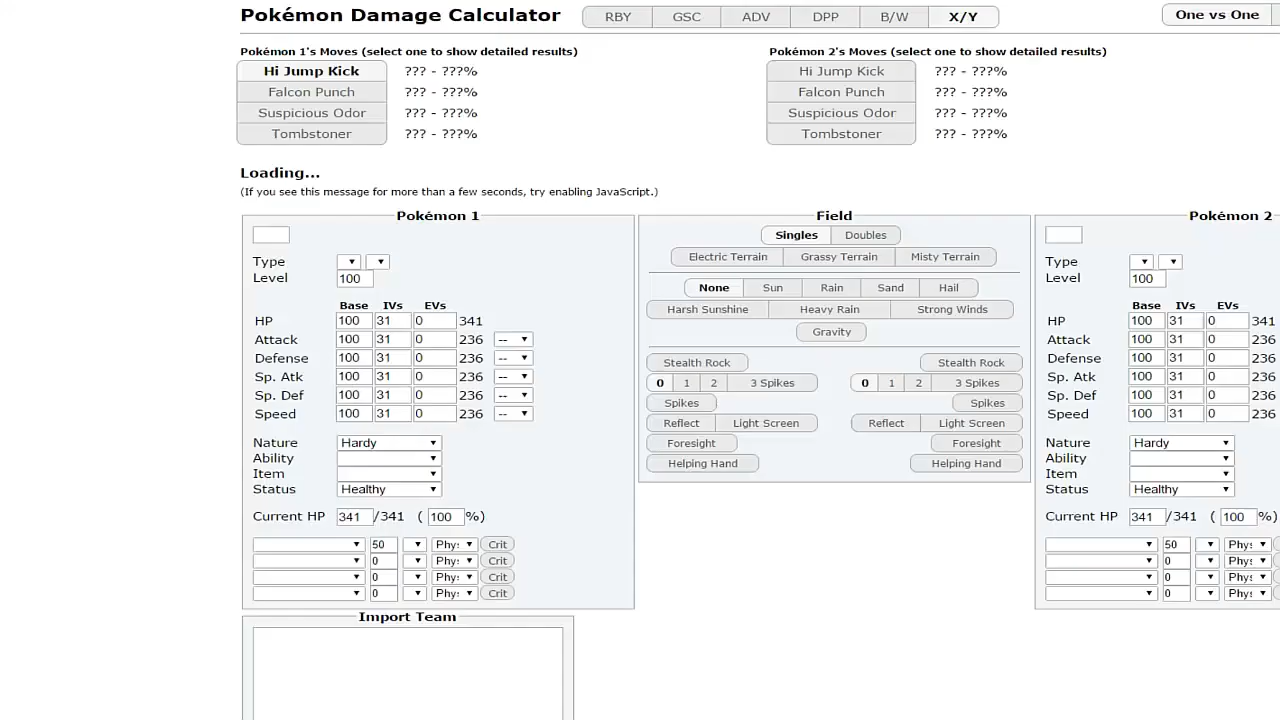 Pokémon Damage Calculator RBY GSC ADV DPP B/W X/Y One vs One
Pokémon 1's Moves (select one to show detailed results) Pokémon 2's Moves (select one to show detailed results)
Hi Jump Kick ??? - ???% Hi Jump Kick ??? - ???%
Falcon Punch ??? - ???% Falcon Punch ??? - ???%
Suspicious Odor ??? - ???% Suspicious Odor ??? - ???%
Tombstoner ??? - ???% Tombstoner ??? - ???%
Loading...
(If you see this message for more than a few seconds, try enabling JavaScript.)
Pokémon 1
Type
Level 100
Base IVs EVs
HP 100 31 0 341
Attack 100 31 0 236 --
Defense 100 31 0 236 --
Sp. Atk 100 31 0 236 --
Sp. Def 100 31 0 236 --
Speed 100 31 0 236 --
Nature Hardy
Ability
Item
Status Healthy
Current HP 341 /341 ( 100 %)
50 Phys Crit
0 Phys Crit
0 Phys Crit
0 Phys Crit
Import Team
Field
Singles Doubles
Electric Terrain Grassy Terrain Misty Terrain
None Sun Rain Sand Hail
Harsh Sunshine Heavy Rain Strong Winds
Gravity
Stealth Rock Stealth Rock
0 1 2 3 Spikes 0 1 2 3 Spikes
Spikes Spikes
Reflect Light Screen Reflect Light Screen
Foresight Foresight
Helping Hand Helping Hand
Pokémon 2
Type
Level 100
Base IVs EVs
HP 100 31 0 341
Attack 100 31 0 236
Defense 100 31 0 236
Sp. Atk 100 31 0 236
Sp. Def 100 31 0 236
Speed 100 31 0 236
Nature Hardy
Ability
Item
Status Healthy
Current HP 341 /341 ( 100 %)
50 Phys
0 Phys
0 Phys
0 Phys